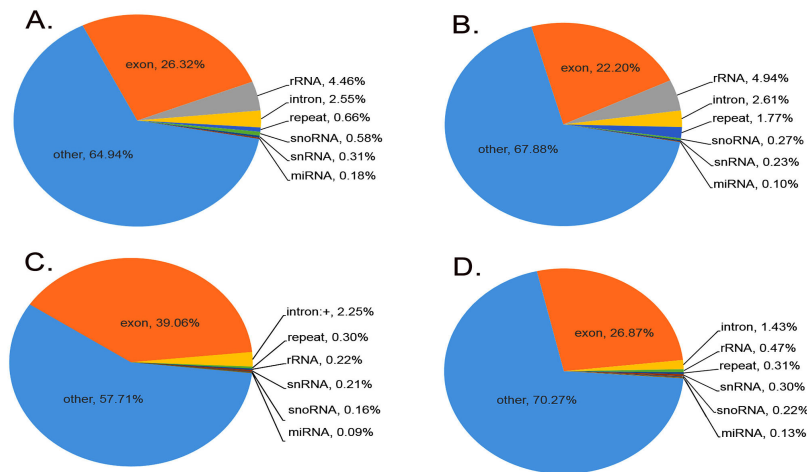 A.
exon, 26.32%
rRNA, 4.46%
intron, 2.55%
repeat, 0.66%
snoRNA, 0.58%
snRNA, 0.31%
miRNA, 0.18%
other, 64.94%
B.
exon, 22.20%
rRNA, 4.94%
intron, 2.61%
repeat, 1.77%
snoRNA, 0.27%
snRNA, 0.23%
miRNA, 0.10%
other, 67.88%
C.
exon, 39.06%
intron:+, 2.25%
repeat, 0.30%
rRNA, 0.22%
snRNA, 0.21%
snoRNA, 0.16%
miRNA, 0.09%
other, 57.71%
D.
exon, 26.87%
intron, 1.43%
rRNA, 0.47%
repeat, 0.31%
snRNA, 0.30%
snoRNA, 0.22%
miRNA, 0.13%
other, 70.27%